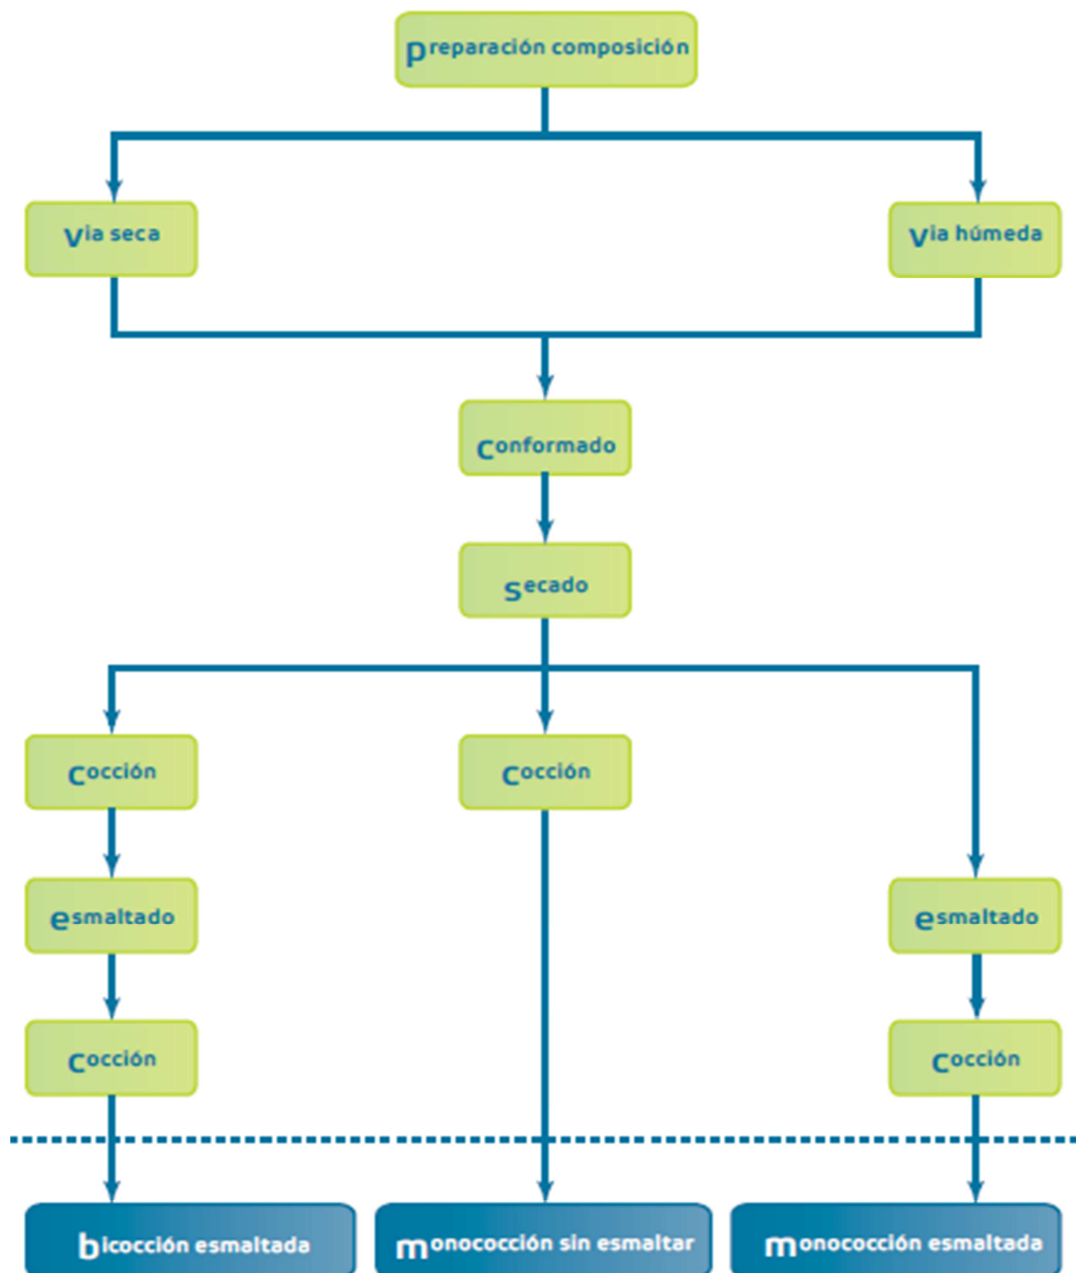 preparación composición
Via seca
Via húmeda
Conformado
Secado
Cocción
Cocción
esmaltado
esmaltado
Cocción
Cocción
bicocción esmaltada
monococción sin esmaltar
monococción esmaltada